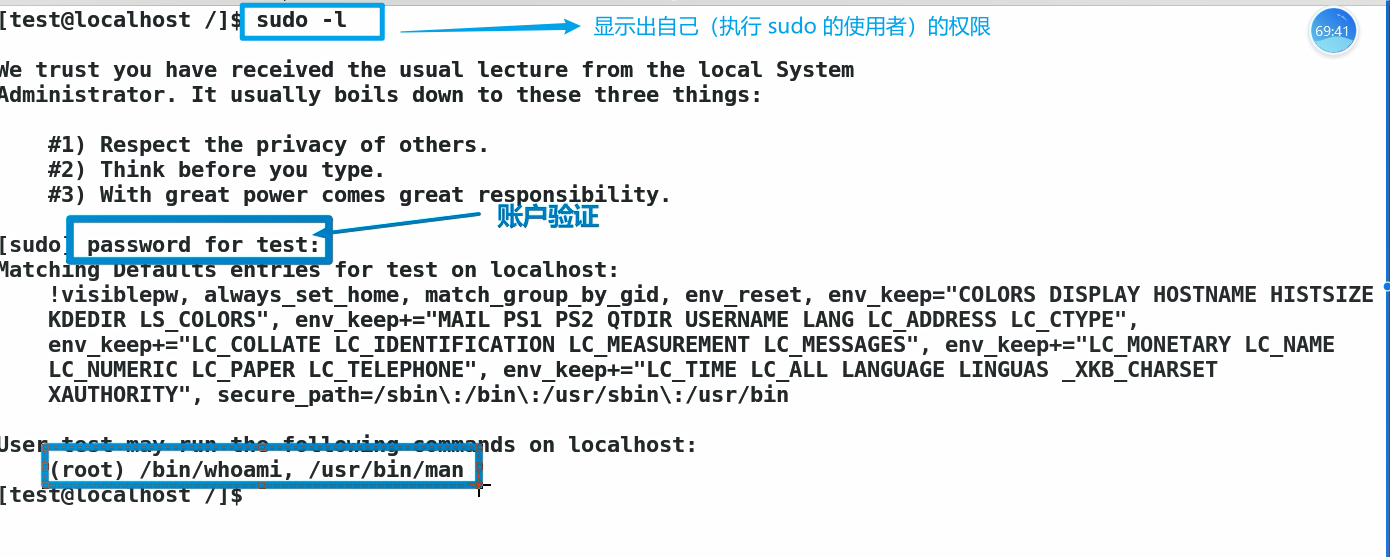 [test@localhost /]$ sudo -l
显示出自己（执行 sudo 的使用者）的权限
69:41
We trust you have received the usual lecture from the local System
Administrator. It usually boils down to these three things:
#1) Respect the privacy of others.
#2) Think before you type.
#3) With great power comes great responsibility.
账户验证
[sudo] password for test:
Matching Defaults entries for test on localhost:
!visiblepw, always_set_home, match_group_by_gid, env_reset, env_keep="COLORS DISPLAY HOSTNAME HISTSIZE
KDEDIR LS_COLORS", env_keep+="MAIL PS1 PS2 QTDIR USERNAME LANG LC_ADDRESS LC_CTYPE",
env_keep+="LC_COLLATE LC_IDENTIFICATION LC_MEASUREMENT LC_MESSAGES", env_keep+="LC_MONETARY LC_NAME
LC_NUMERIC LC_PAPER LC_TELEPHONE", env_keep+="LC_TIME LC_ALL LANGUAGE LINGUAS _XKB_CHARSET
XAUTHORITY", secure_path=/sbin\:/bin\:/usr/sbin\:/usr/bin
User test may run the following commands on localhost:
(root) /bin/whoami, /usr/bin/man
[test@localhost /]$